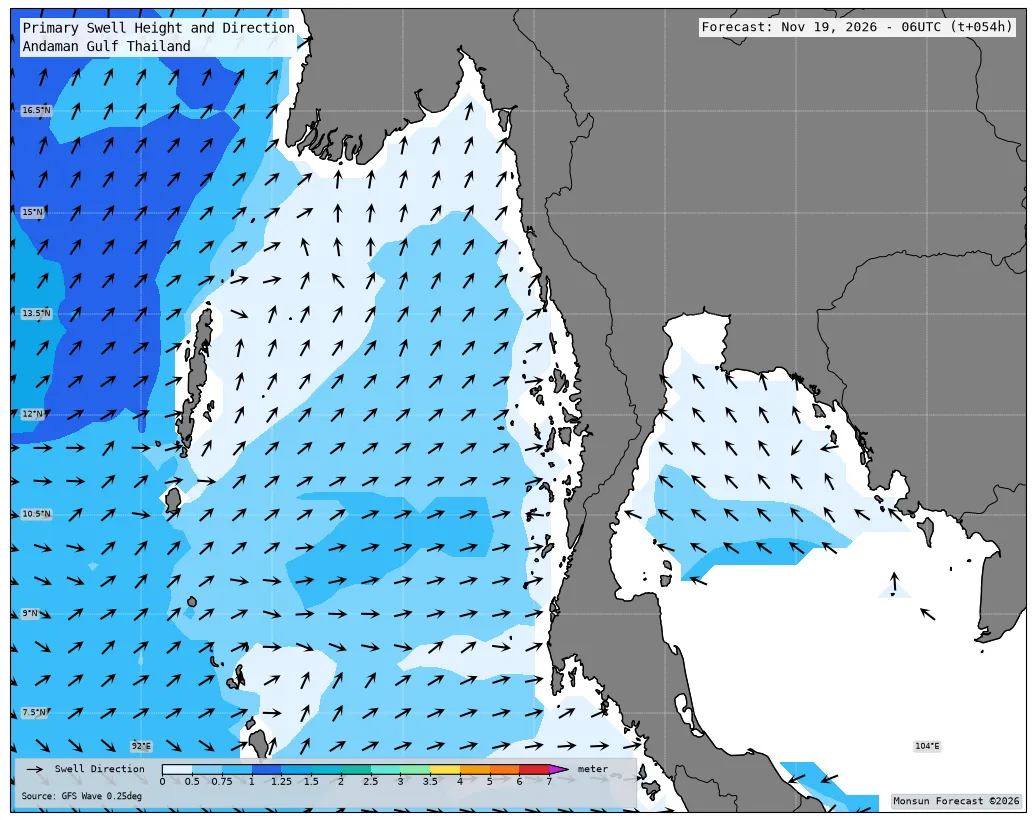 Primary Swell Height and Direction
Andaman Gulf Thailand
Forecast: Nov 19, 2026 - 06UTC (t+054h)
16.5°N
15°N
13.5°N
12°N
10.5°N
9°N
7.5°N
92°E
104°E
Swell Direction
meter
0 0.5 0.75 1 1.25 1.5 2 2.5 3 3.5 4 5 6 7
Source: GFS Wave 0.25deg
Monsun Forecast ©2026